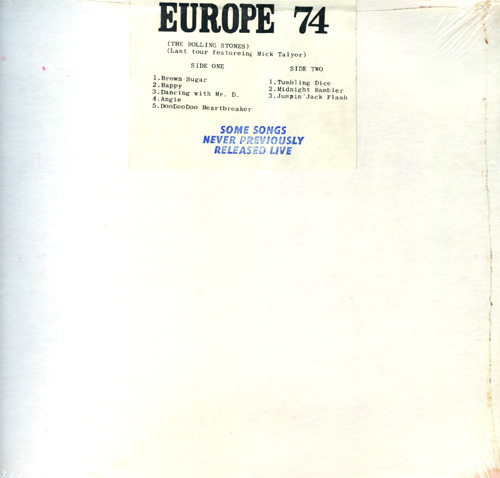 EUROPE 74
(THE ROLLING STONES)
(Last tour featureing Mick Talyor)
SIDE ONE
1.Brown Sugar
2.Happy
3.Dancing with Mr. D.
4.Angie
5.DooDooDoo Heartbreaker
SIDE TWO
1.Tumbling Dice
2.Midnight Rambler
3.Jumpin'Jack Flash
SOME SONGS
NEVER PREVIOUSLY
RELEASED LIVE